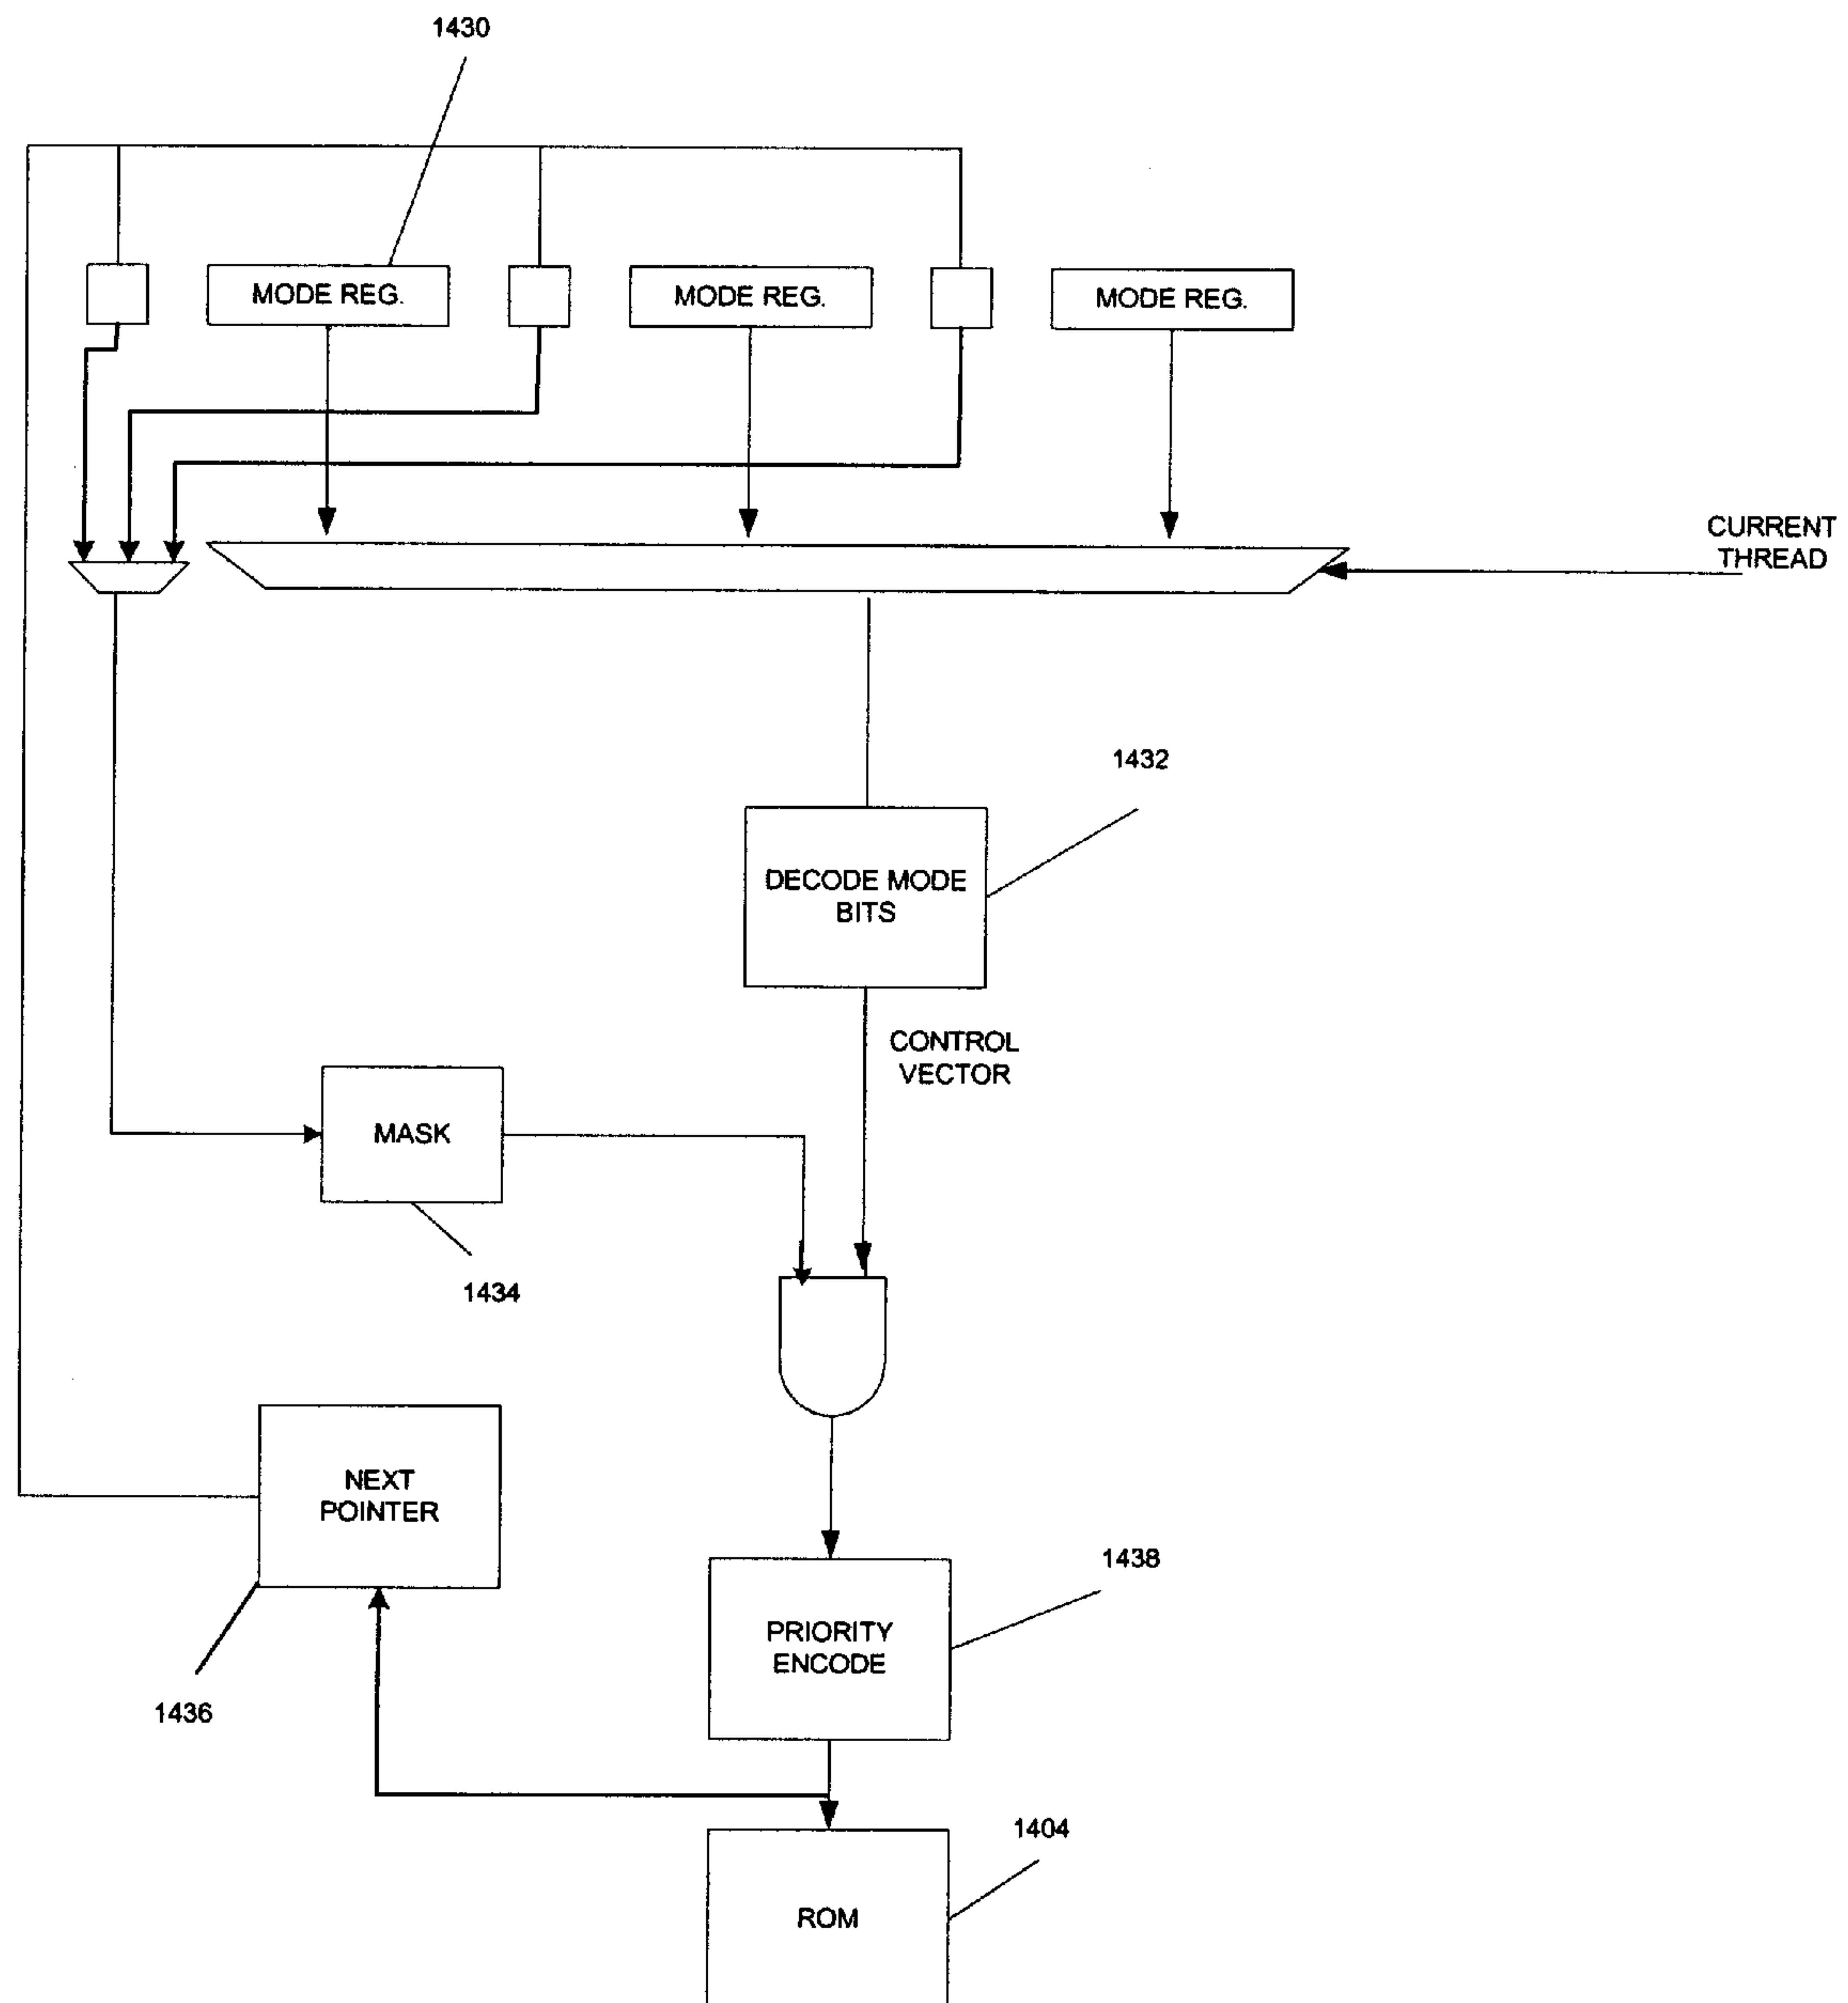 1430
MODE REG.
MODE REG.
MODE REG.
CURRENT
THREAD
1432
DECODE MODE
BITS
CONTROL
VECTOR
MASK
1434
NEXT
POINTER
1436
1438
PRIORITY
ENCODE
1404
ROM